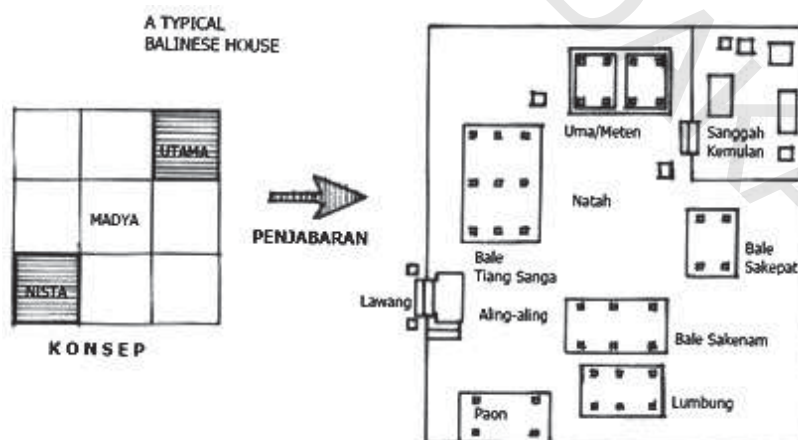 A TYPICAL
BALINESE HOUSE
UTAMA
MADYA
NISTA
KONSEP
PENJABARAN
Uma/Meten
Sanggah
Kemulan
Natah
Bale
Tiang Sanga
Bale
Sakepat
Lawang
Aling-aling
Bale Sakenam
Lumbung
Paon